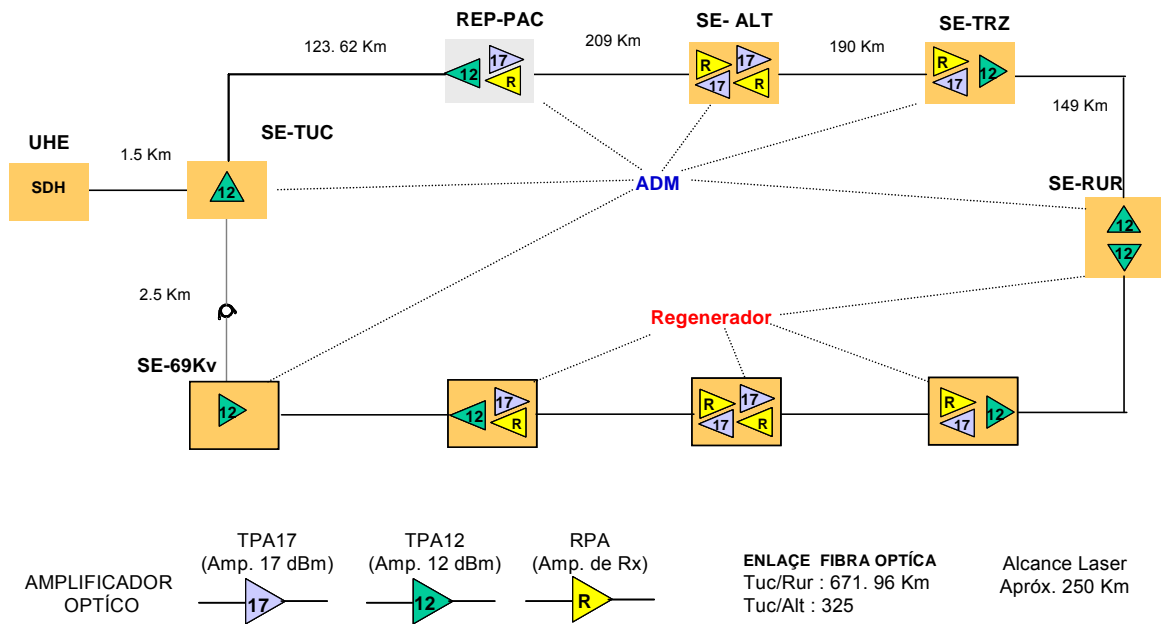 REP-PAC
SE- ALT
SE-TRZ
123. 62 Km
209 Km
190 Km
12
17
R
R
17
17
R
R
12
17
149 Km
UHE
SE-TUC
1.5 Km
SDH
12
ADM
SE-RUR
12
12
2.5 Km
Regenerador
SE-69Kv
12
12
17
R
R
17
17
R
R
12
17
TPA17
(Amp. 17 dBm)
TPA12
(Amp. 12 dBm)
RPA
(Amp. de Rx)
AMPLIFICADOR
OPTÍCO
17
12
R
ENLAÇE FIBRA OPTÍCA
Tuc/Rur : 671. 96 Km
Tuc/Alt : 325
Alcance Laser
Apróx. 250 Km